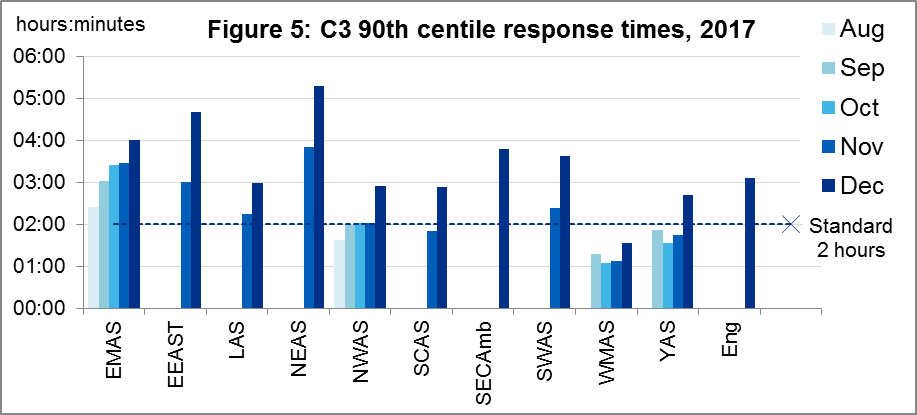 hours:minutes
Figure 5: C3 90th centile response times, 2017
06:00
05:00
04:00
03:00
02:00
01:00
00:00
EMAS
EEAST
LAS
NEAS
NWAS
SCAS
SECAmb
SWAS
WMAS
YAS
Eng
Aug
Sep
Oct
Nov
Dec
Standard
2 hours